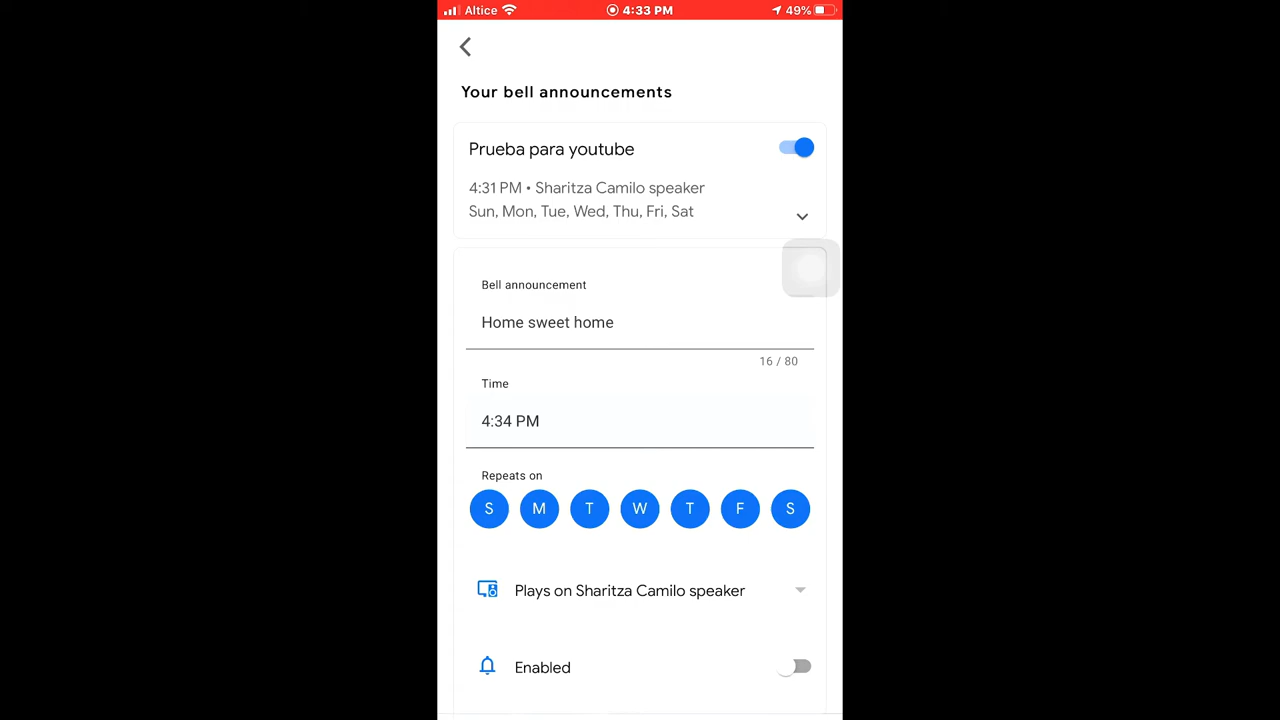 Altice 4:33 PM 49%
Your bell announcements
Prueba para youtube
4:31 PM • Sharitza Camilo speaker
Sun, Mon, Tue, Wed, Thu, Fri, Sat
Bell announcement
Home sweet home
16 / 80
Time
4:34 PM
Repeats on
S M T W T F S
Plays on Sharitza Camilo speaker
Enabled